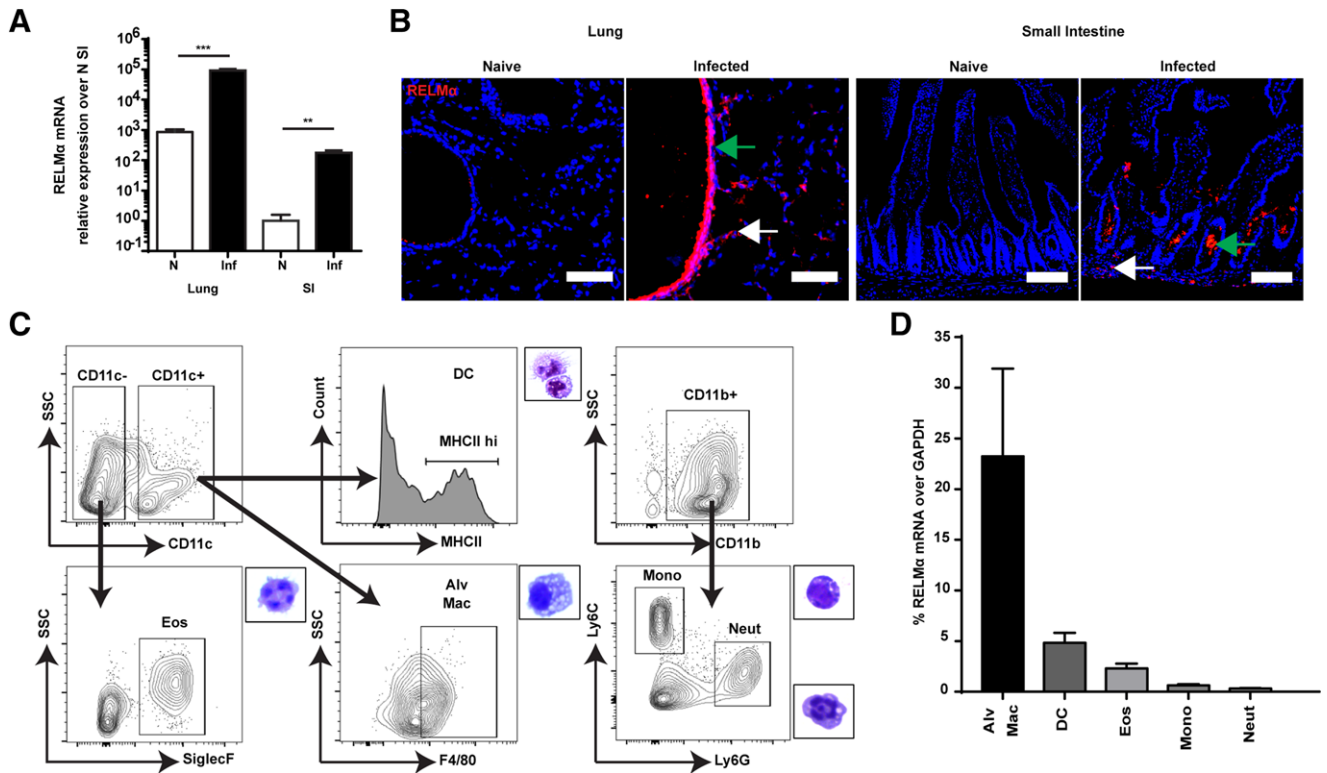 A
RELMα mRNA
relative expression over N SI
10⁶
10⁵
10⁴
10³
10²
10¹
10⁰
10⁻¹
***
**
N
Inf
N
Inf
Lung
SI
B
Lung
Small Intestine
Naive
Infected
Naive
Infected
RELMα
C
CD11c-
CD11c+
SSC
CD11c
DC
MHCII hi
Count
MHCII
CD11b+
SSC
CD11b
Eos
SSC
SiglecF
Alv
Mac
SSC
F4/80
Mono
Neut
Ly6C
Ly6G
D
% RELMα mRNA over GAPDH
35
30
25
20
15
10
5
0
Alv
Mac
DC
Eos
Mono
Neut